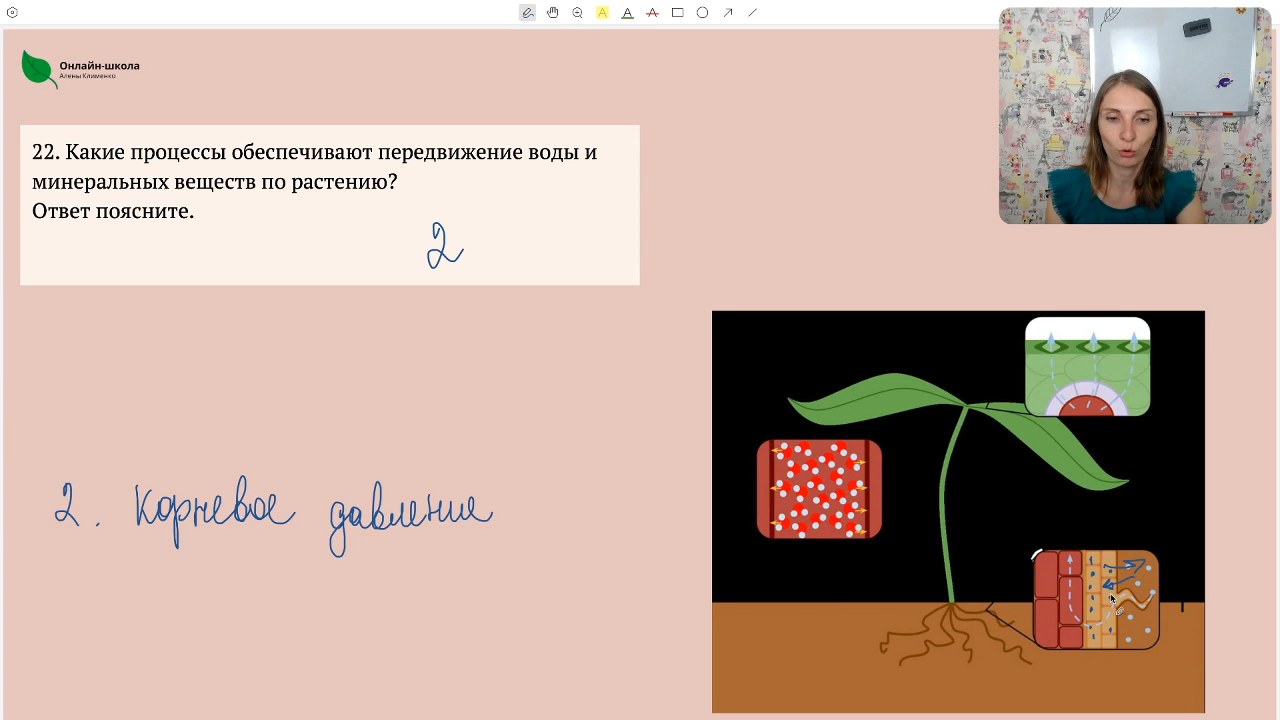 Онлайн-школа
Алены Клименко
22. Какие процессы обеспечивают передвижение воды и
минеральных веществ по растению?
Ответ поясните.
2
2. Корневое давление